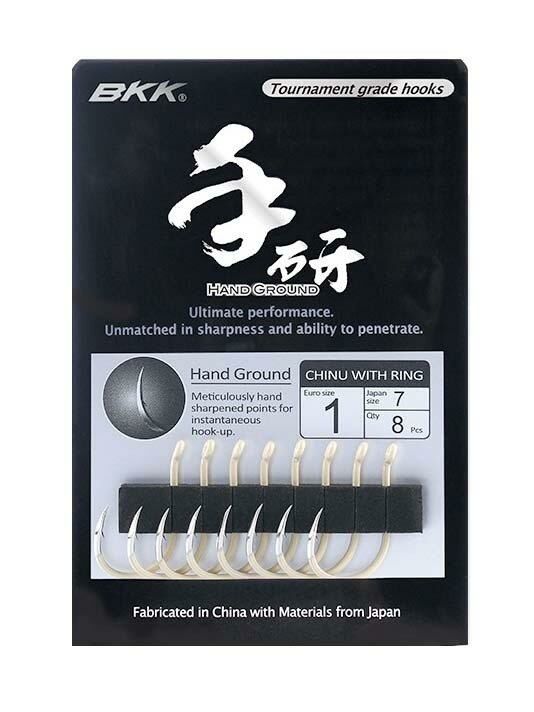 BKK®
Tournament grade hooks
手研
HAND GROUND
Ultimate performance.
Unmatched in sharpness and ability to penetrate.
Hand Ground
Meticulously hand
sharpened points for
instantaneous
hook-up.
CHINU WITH RING
Euro size
1
Japan
size 7
Qty
8 Pcs
Fabricated in China with Materials from Japan